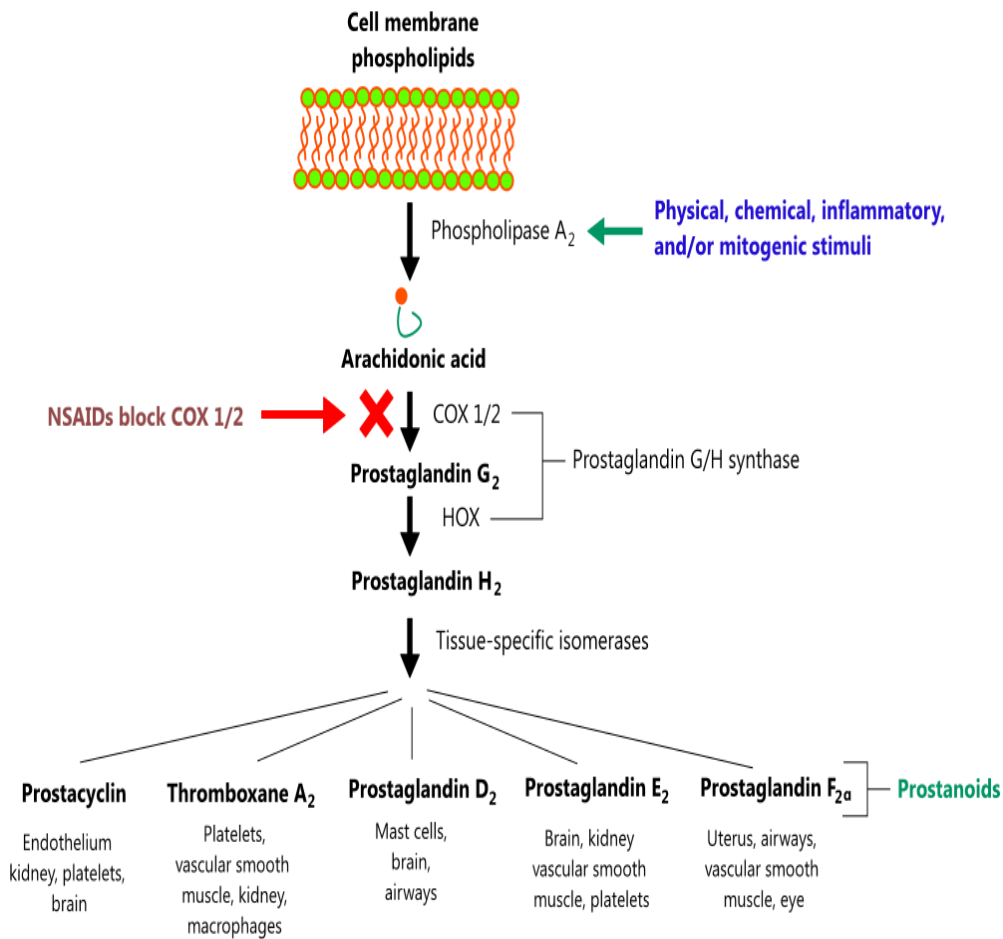 Cell membrane
phospholipids
Phospholipase A2
Physical, chemical, inflammatory,
and/or mitogenic stimuli
Arachidonic acid
NSAIDs block COX 1/2
COX 1/2
Prostaglandin G/H synthase
Prostaglandin G2
HOX
Prostaglandin H2
Tissue-specific isomerases
Prostacyclin
Endothelium
kidney, platelets,
brain
Thromboxane A2
Platelets,
vascular smooth
muscle, kidney,
macrophages
Prostaglandin D2
Mast cells,
brain,
airways
Prostaglandin E2
Brain, kidney
vascular smooth
muscle, platelets
Prostaglandin F2α
Uterus, airways,
vascular smooth
muscle, eye
Prostanoids